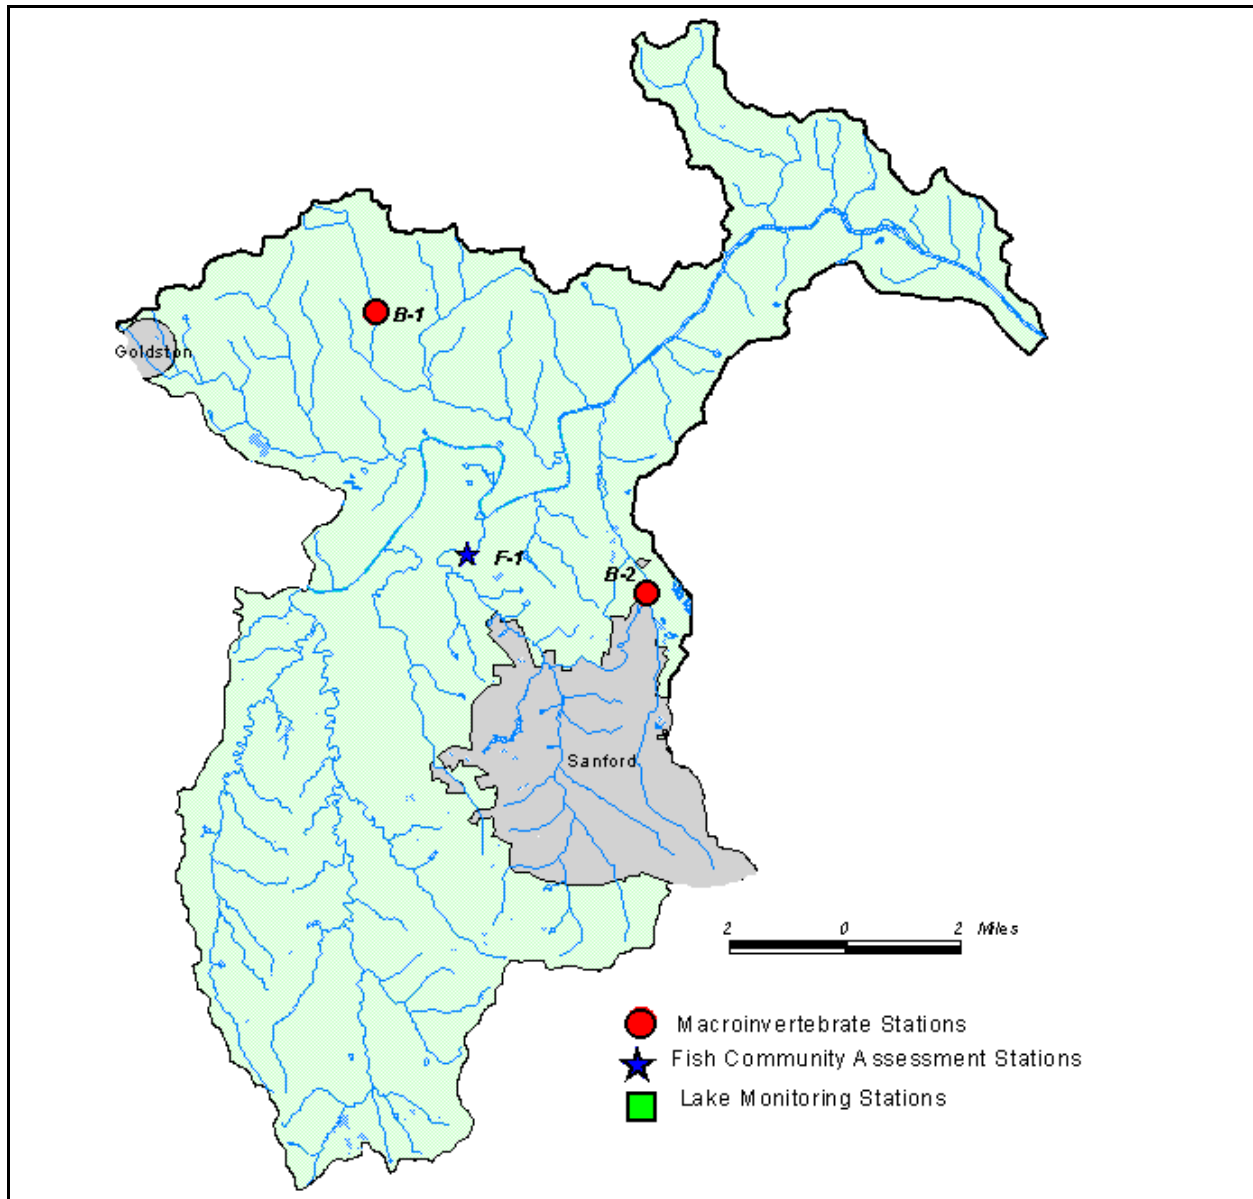 B-1
Goldston
F-1
B-2
Sanford
2 0 2 Miles
Macroinvertebrate Stations
Fish Community Assessment Stations
Lake Monitoring Stations